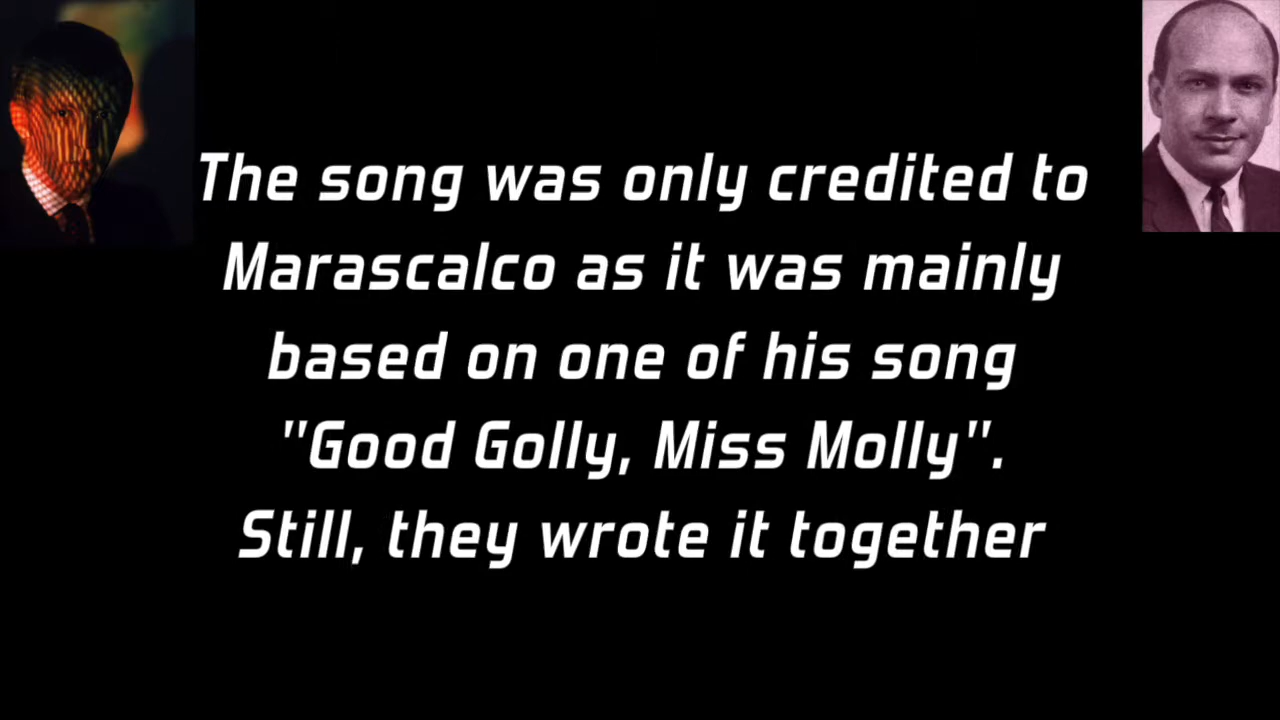 The song was only credited to
Marascalco as it was mainly
based on one of his song
"Good Golly, Miss Molly".
Still, they wrote it together